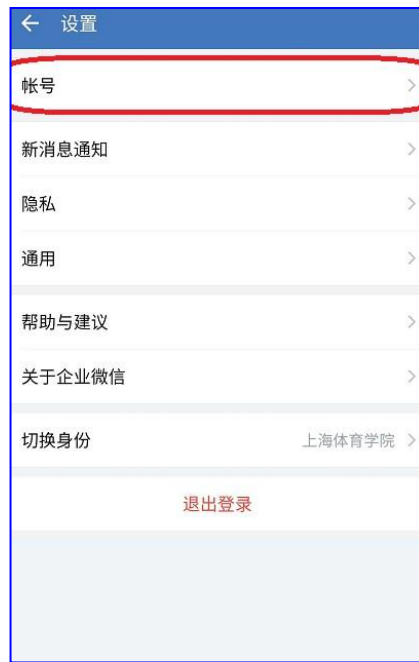 设置
帐号
新消息通知
隐私
通用
帮助与建议
关于企业微信
切换身份 上海体育学院
退出登录